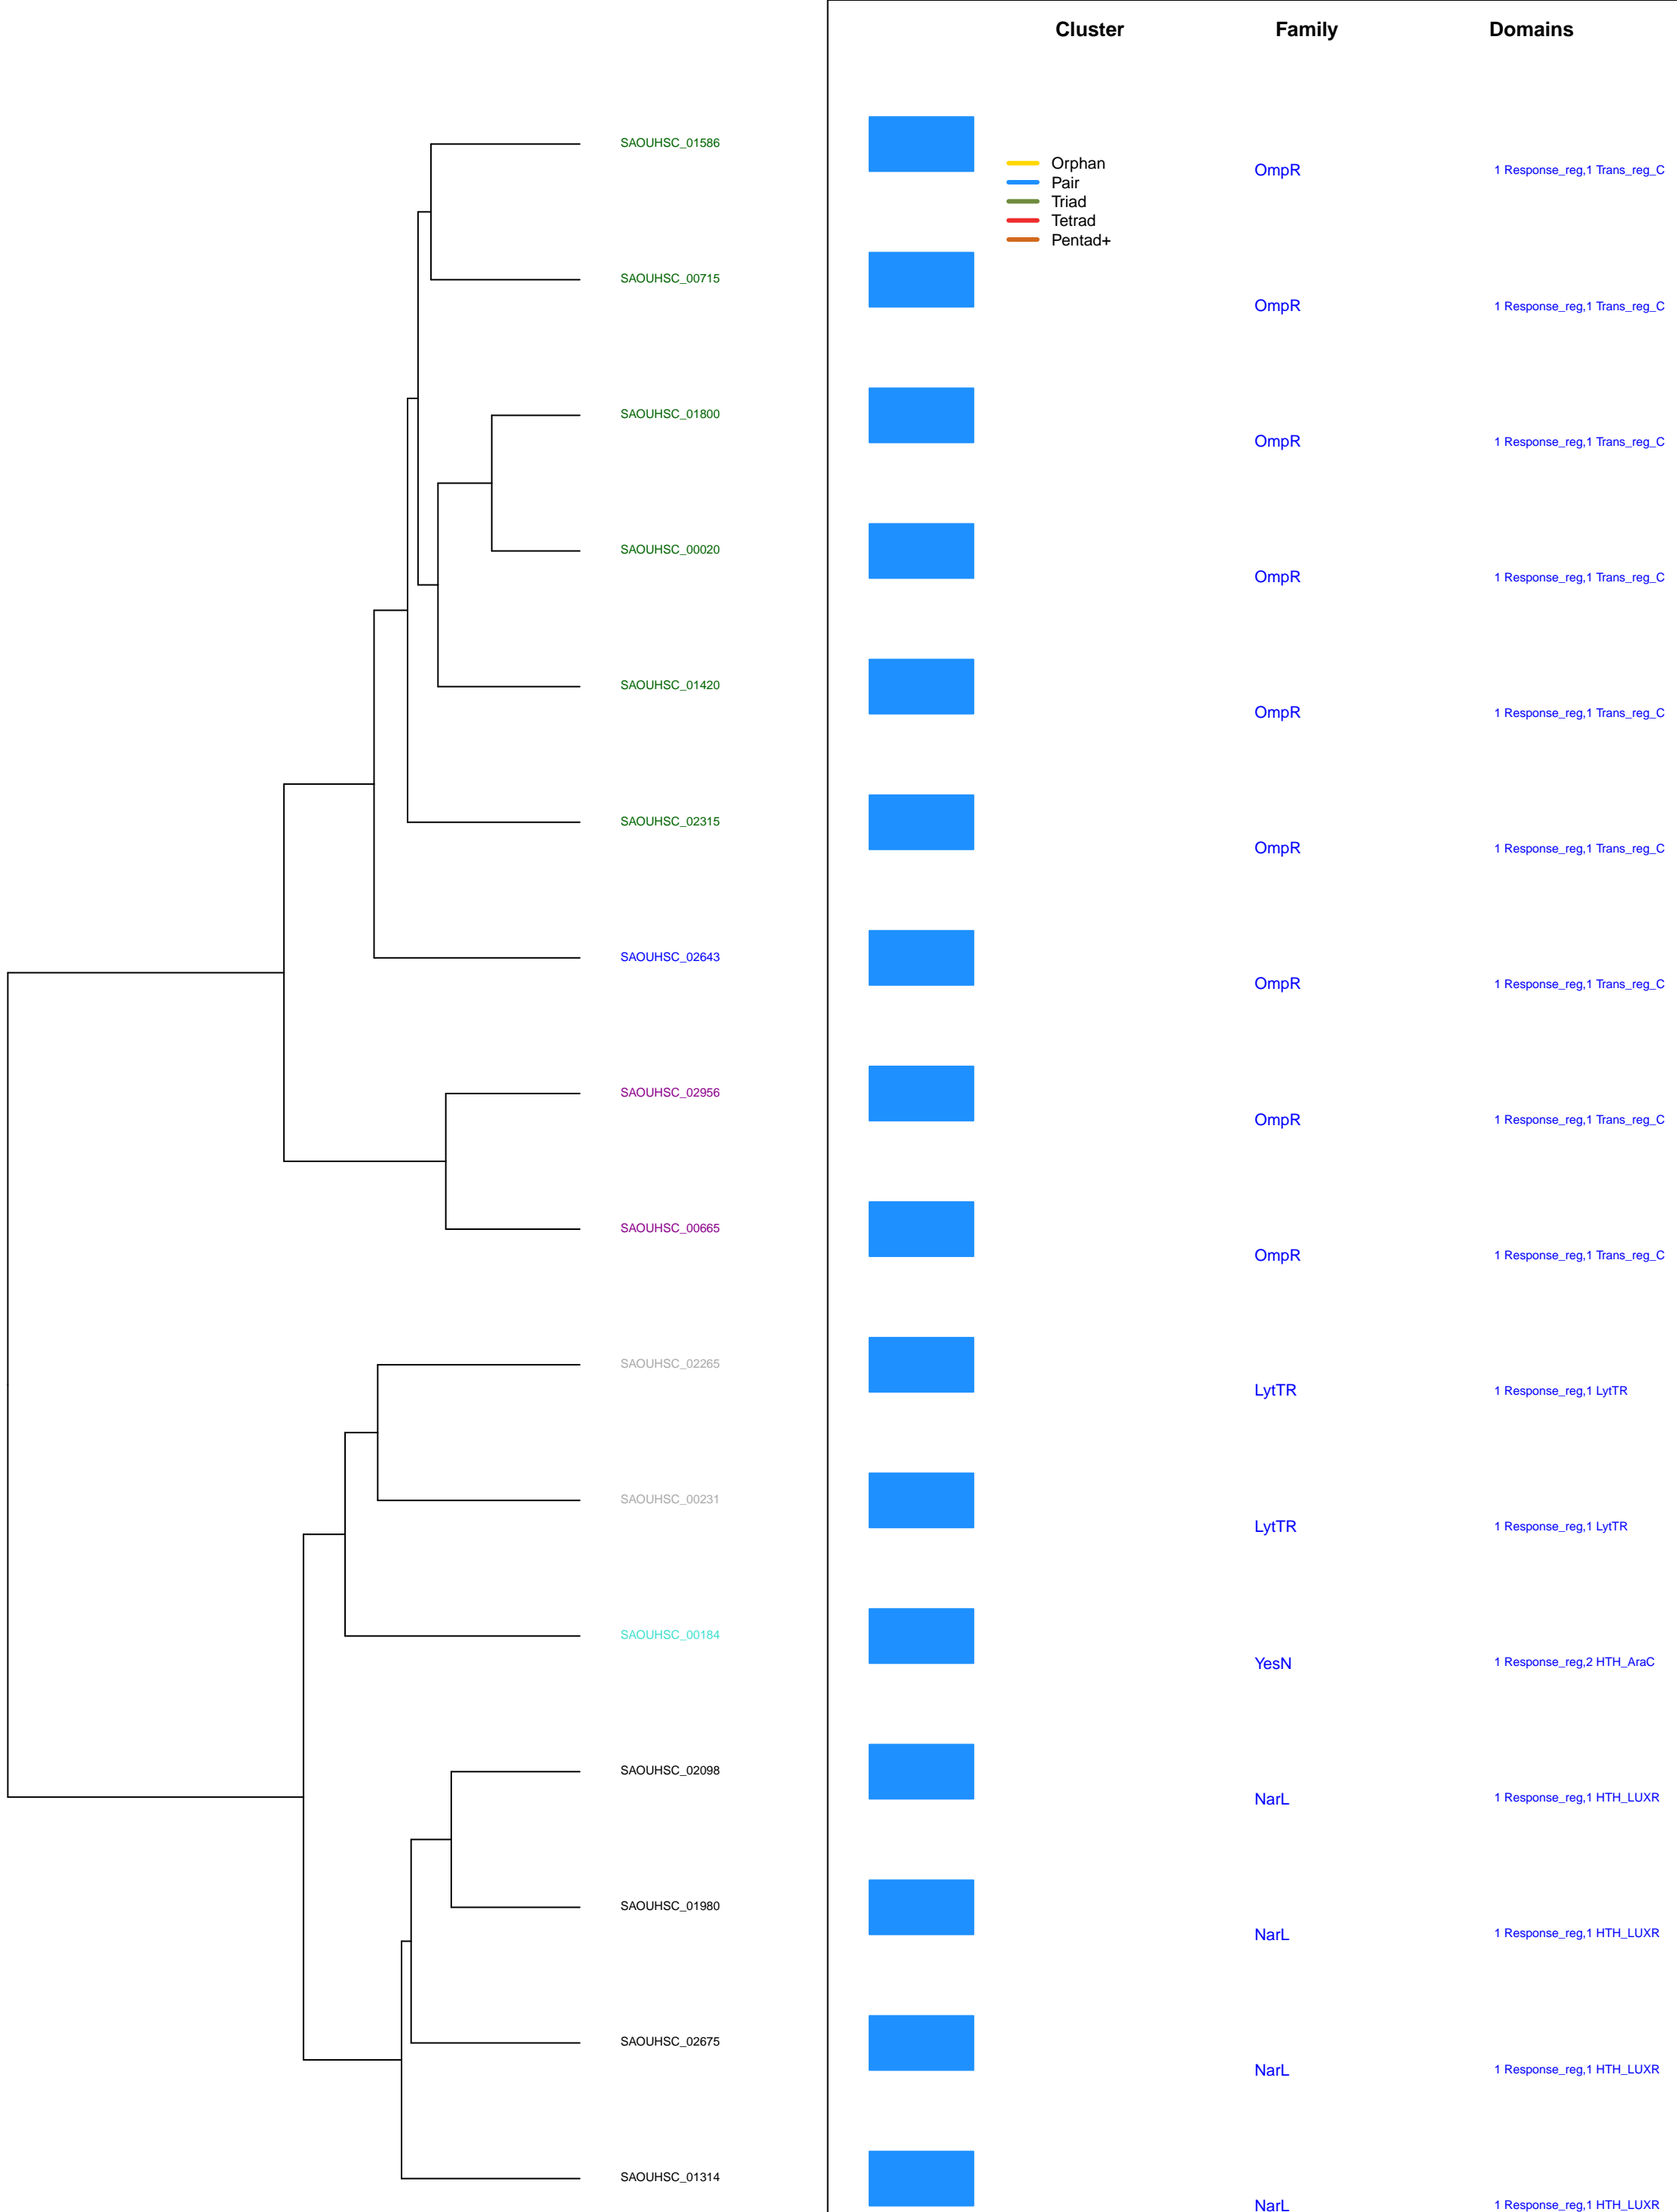 Cluster Family Domains
SAOUHSC_01586
Orphan
OmpR 1 Response_reg,1 Trans_reg_C
Pair
Triad
Tetrad
Pentad+
SAOUHSC_00715
OmpR 1 Response_reg,1 Trans_reg_C
SAOUHSC_01800
OmpR 1 Response_reg,1 Trans_reg_C
SAOUHSC_00020
OmpR 1 Response_reg,1 Trans_reg_C
SAOUHSC_01420
OmpR 1 Response_reg,1 Trans_reg_C
SAOUHSC_02315
OmpR 1 Response_reg,1 Trans_reg_C
SAOUHSC_02643
OmpR 1 Response_reg,1 Trans_reg_C
SAOUHSC_02956
OmpR 1 Response_reg,1 Trans_reg_C
SAOUHSC_00665
OmpR 1 Response_reg,1 Trans_reg_C
SAOUHSC_02265
LytTR 1 Response_reg,1 LytTR
SAOUHSC_00231
LytTR 1 Response_reg,1 LytTR
SAOUHSC_00184
YesN 1 Response_reg,2 HTH_AraC
SAOUHSC_02098
NarL 1 Response_reg,1 HTH_LUXR
SAOUHSC_01980
NarL 1 Response_reg,1 HTH_LUXR
SAOUHSC_02675
NarL 1 Response_reg,1 HTH_LUXR
SAOUHSC_01314
NarL 1 Response_reg,1 HTH_LUXR